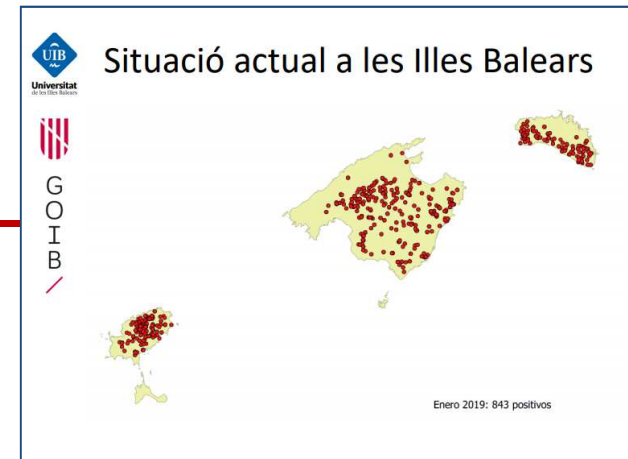 UIB
Universitat
de les Illes Balears
Situació actual a les Illes Balears
G
O
I
B
Enero 2019: 843 positivos